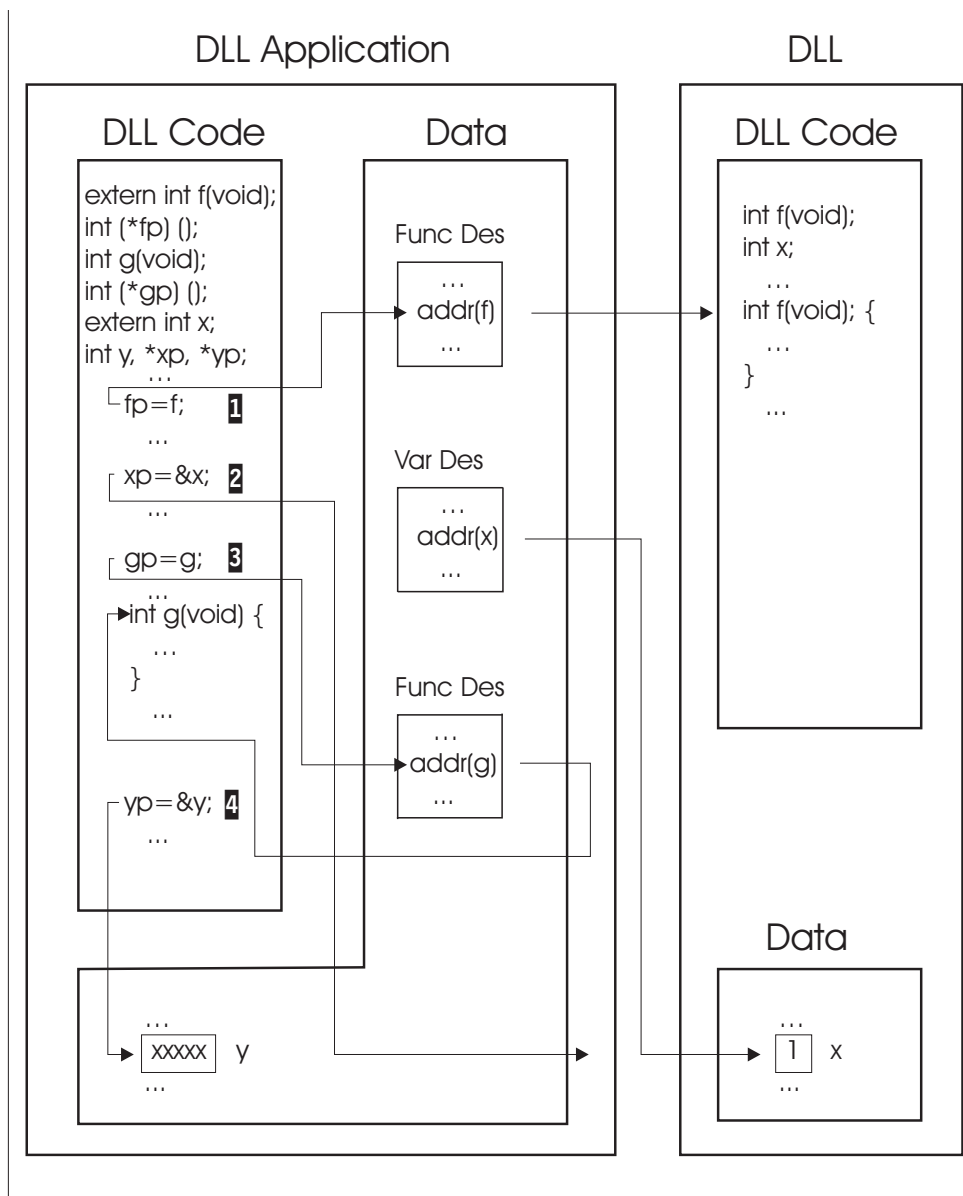 DLL Application
DLL
DLL Code
Data
DLL Code
extern int f(void);
int (*fp) ();
int g(void);
int (*gp) ();
extern int x;
int y, *xp, *yp;
...
fp=f; 1
...
xp=&x; 2
...
gp=g; 3
...
int g(void) {
...
}
...
yp=&y; 4
...
Func Des
...
addr(f)
...
Var Des
...
addr(x)
...
Func Des
...
addr(g)
...
int f(void);
int x;
...
int f(void); {
...
}
...
Data
...
xxxxx y
...
...
1 x
...